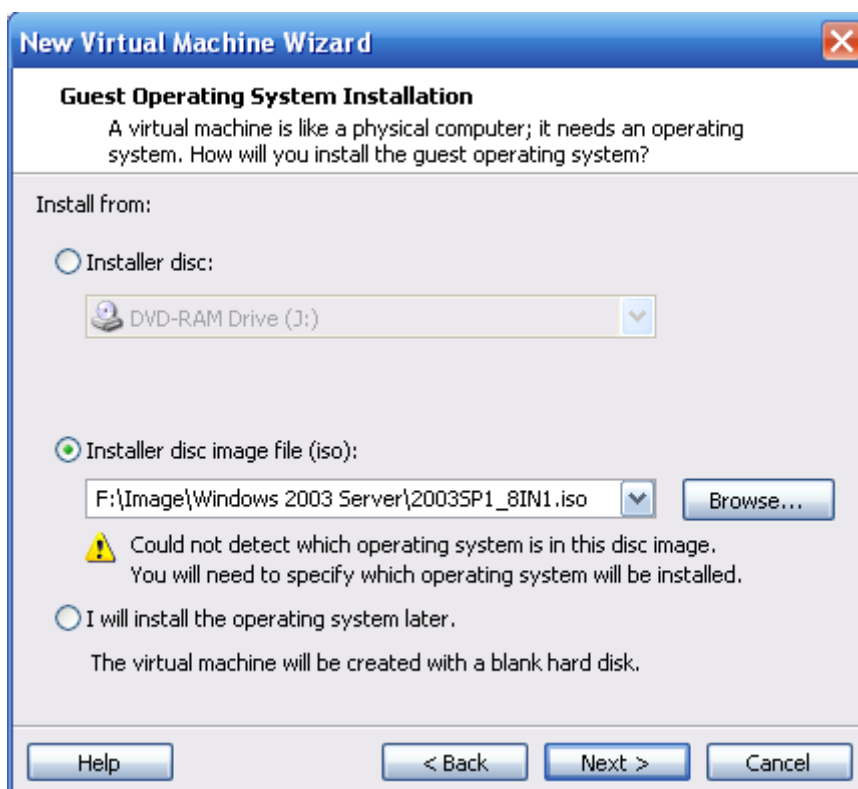 New Virtual Machine Wizard
Guest Operating System Installation
A virtual machine is like a physical computer; it needs an operating
system. How will you install the guest operating system?
Install from:
Installer disc:
DVD-RAM Drive (J:)
Installer disc image file (iso):
F:\Image\Windows 2003 Server\2003SP1_8IN1.iso
Browse...
Could not detect which operating system is in this disc image.
You will need to specify which operating system will be installed.
I will install the operating system later.
The virtual machine will be created with a blank hard disk.
Help
< Back
Next >
Cancel